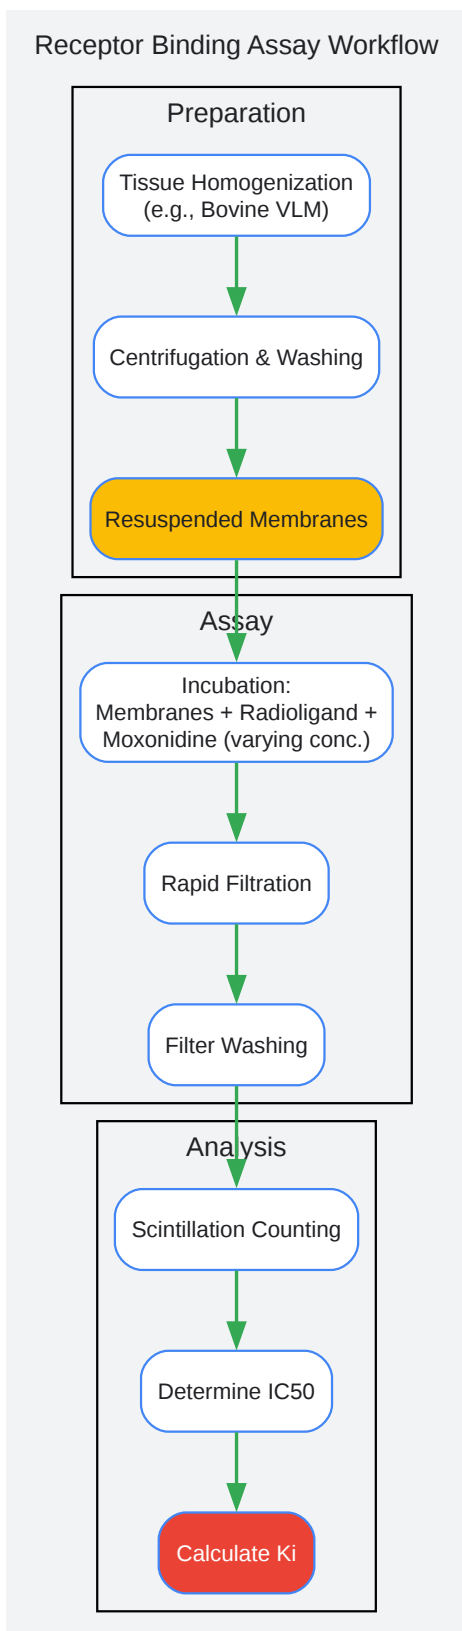 Receptor Binding Assay Workflow
Preparation
Tissue Homogenization
(e.g., Bovine VLM)
Centrifugation & Washing
Resuspended Membranes
Assay
Incubation:
Membranes + Radioligand +
Moxonidine (varying conc.)
Rapid Filtration
Filter Washing
Analysis
Scintillation Counting
Determine IC50
Calculate Ki